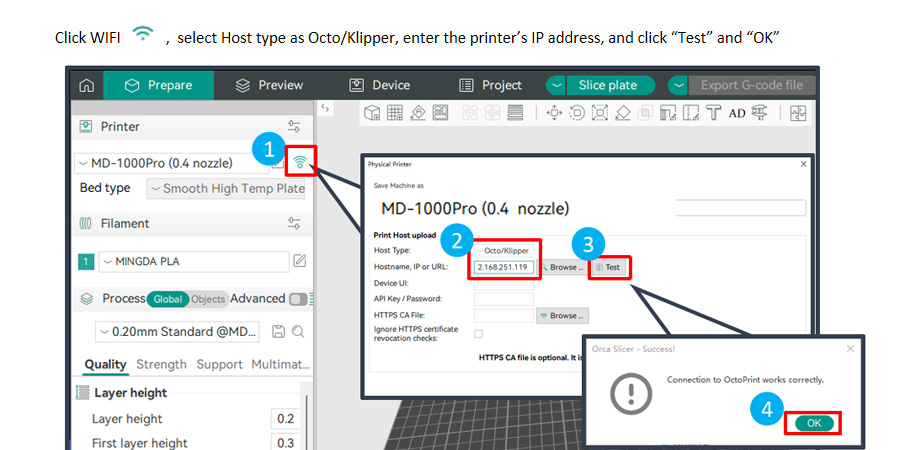 Click WIFI , select Host type as Octo/Klipper, enter the printer's IP address, and click “Test” and “OK”
Prepare Preview Device Project Slice plate Export G-code file
Printer
AD
1
MD-1000Pro (0.4 nozzle)
Bed type Smooth High Temp Plate
Filament
1 MINGDA PLA
Process Global Objects Advanced
0.20mm Standard @MD...
Quality Strength Support Multimat...
Layer height
Layer height 0.2
First layer height 0.3
Physical Printer
Save Machine as
MD-1000Pro (0.4 nozzle)
Print Host upload
2
3
Host Type: Octo/Klipper
Hostname, IP or URL: 2.168.251.119 Browse ... Test
Device UI:
API Key / Password:
HTTPS CA File: Browse ...
Ignore HTTPS certificate
revocation checks:
HTTPS CA file is optional. It is
Orca Slicer - Success!
Connection to OctoPrint works correctly.
4
OK